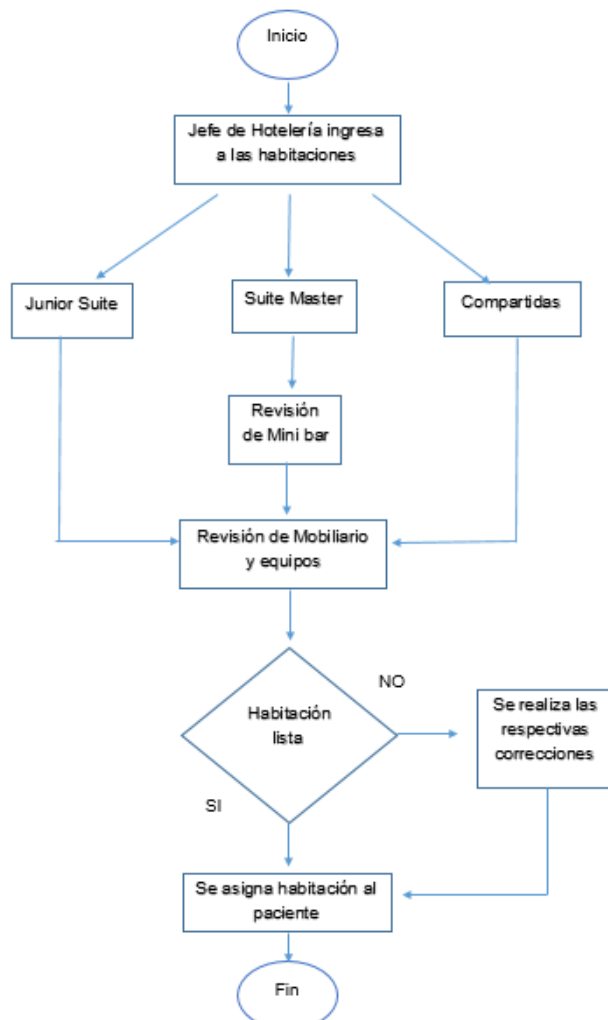 Inicio
Jefe de Hotelería ingresa
a las habitaciones
Junior Suite
Suite Master
Compartidas
Revisión
de Mini bar
Revisión de Mobiliario
y equipos
Habitación
lista
NO
Se realiza las
respectivas
correcciones
SI
Se asigna habitación al
paciente
Fin